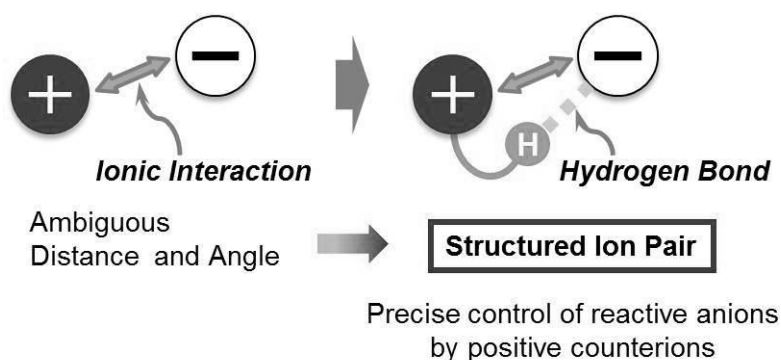 +
−
+
−
H
Ionic Interaction
Hydrogen Bond
Ambiguous
Distance and Angle
Structured Ion Pair
Precise control of reactive anions
by positive counterions